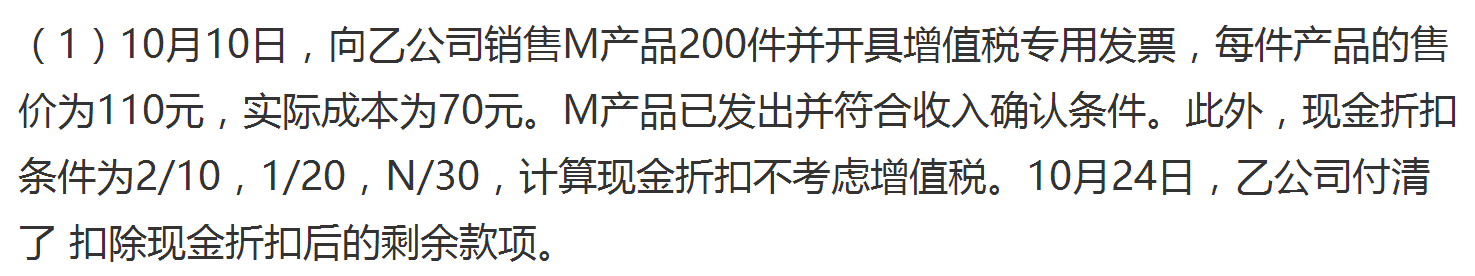 （1）10月10日，向乙公司销售M产品200件并开具增值税专用发票，每件产品的售
价为110元，实际成本为70元。M产品已发出并符合收入确认条件。此外，现金折扣
条件为2/10，1/20，N/30，计算现金折扣不考虑增值税。10月24日，乙公司付清
了 扣除现金折扣后的剩余款项。